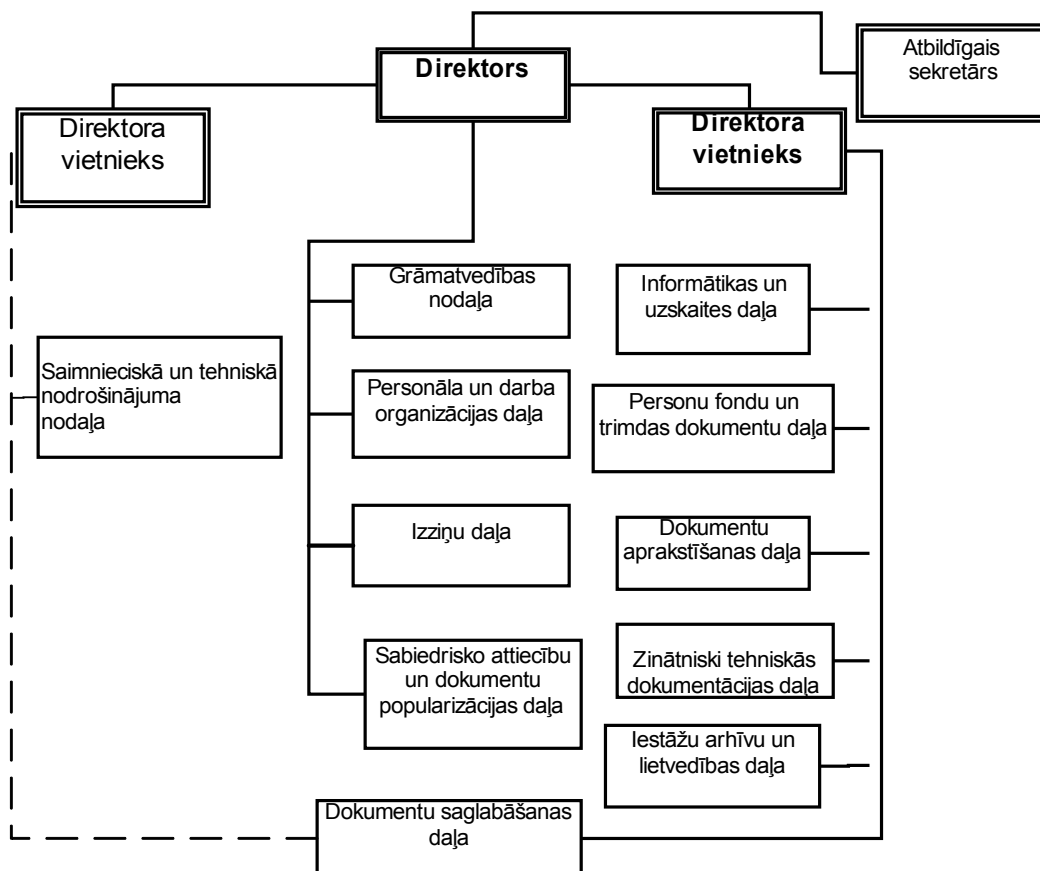 Direktors
Atbildīgais
sekretārs
Direktora
vietnieks
Direktora
vietnieks
Grāmatvedības
nodaļa
Informātikas un
uzskaites daļa
Saimnieciskā un tehniskā
nodrošinājuma
nodaļa
Personāla un darba
organizācijas daļa
Personu fondu un
trimdas dokumentu daļa
Izziņu daļa
Dokumentu
aprakstīšanas daļa
Sabiedrisko attiecību
un dokumentu
popularizācijas daļa
Zinātniski tehniskās
dokumentācijas daļa
Iestāžu arhīvu un
lietvedības daļa
Dokumentu saglabāšanas
daļa